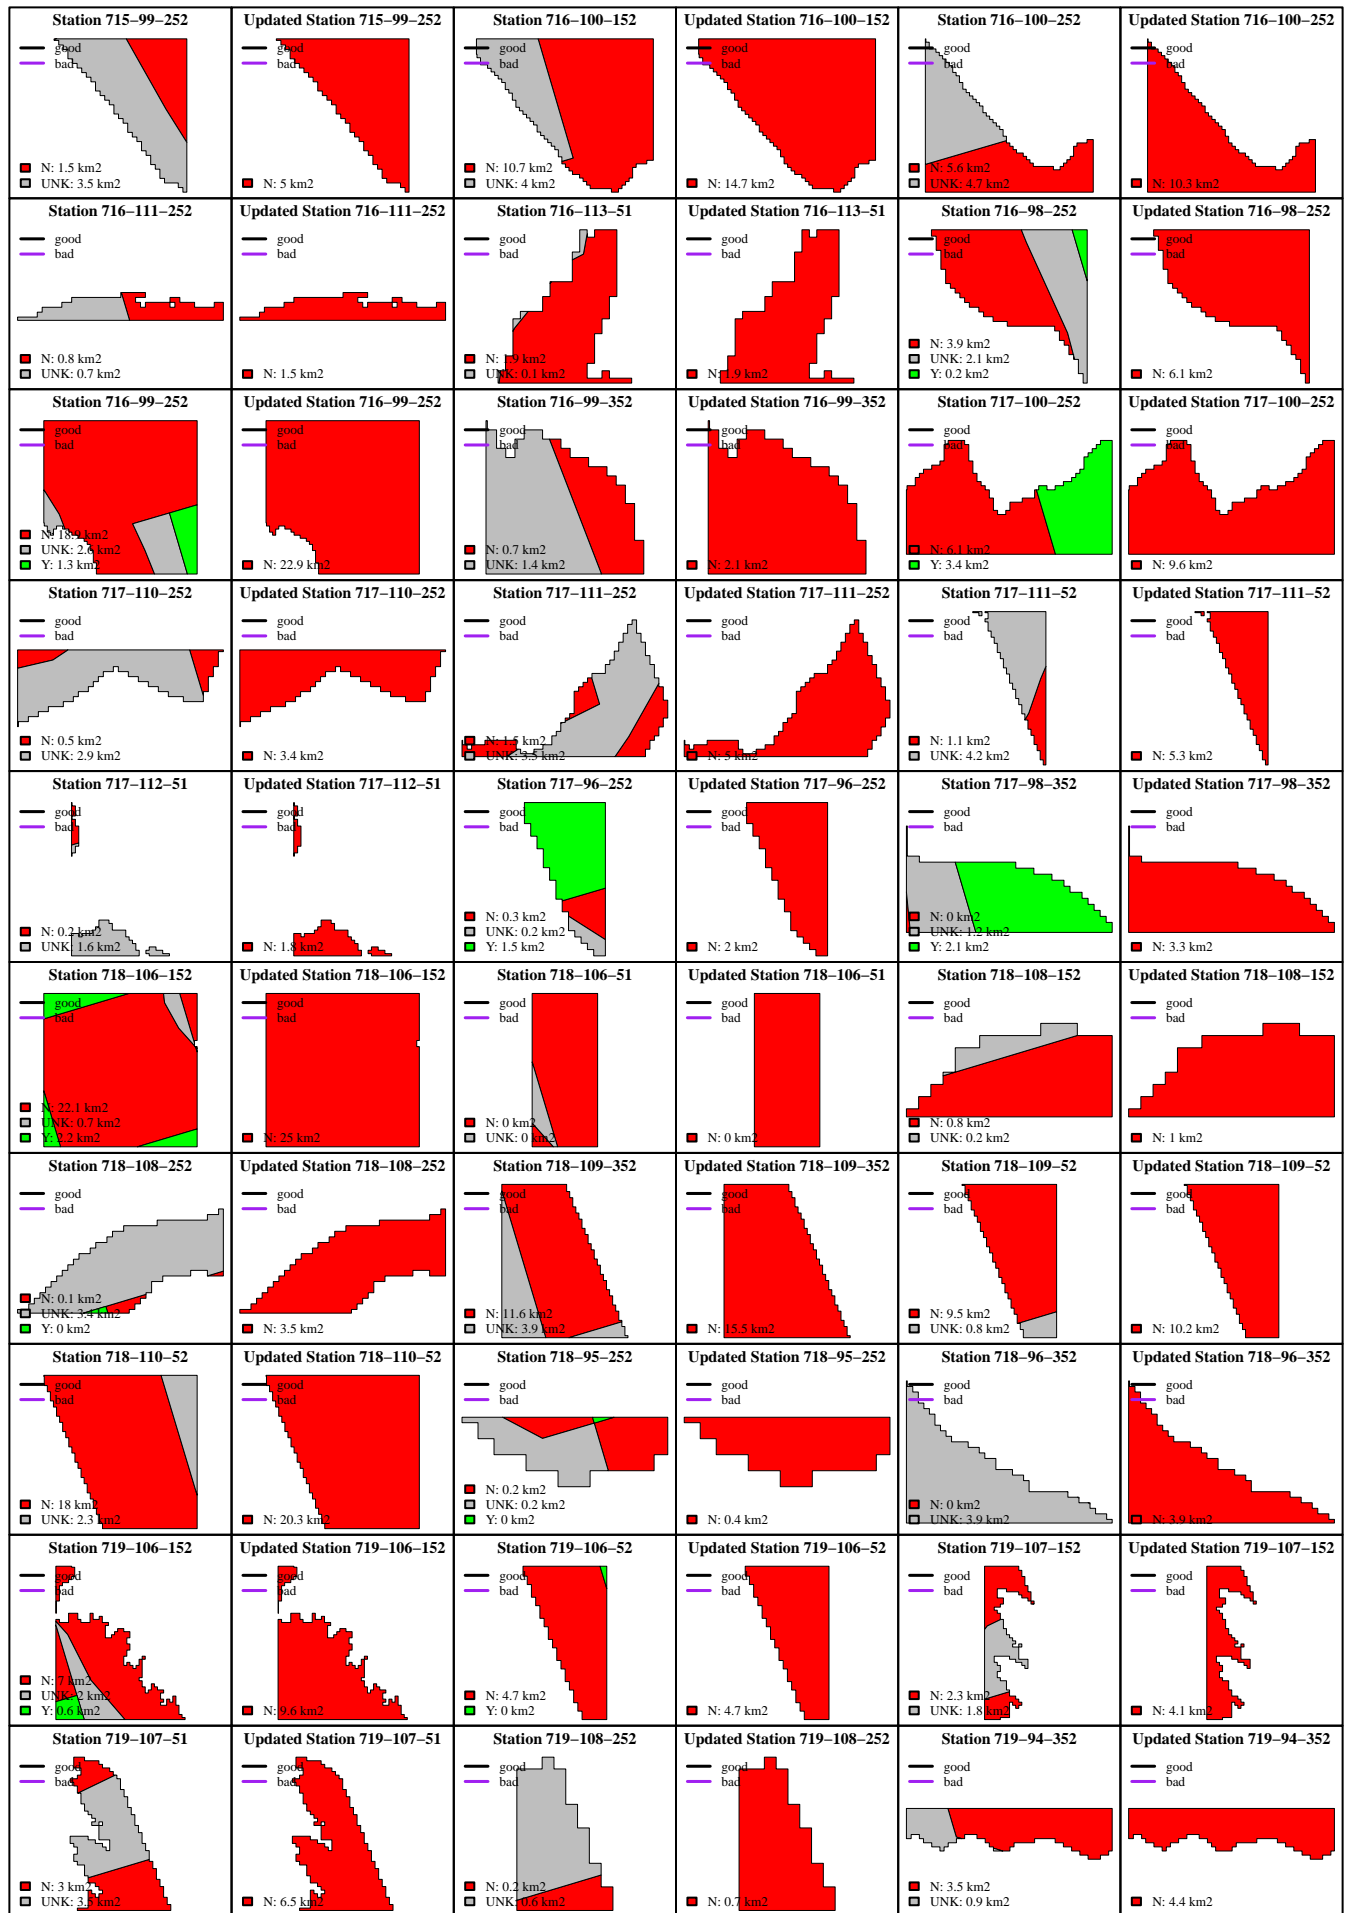 Station 715−99−252
good
bad
N: 1.5 km2
UNK: 3.5 km2
Updated Station 715−99−252
good
bad
N: 5 km2
Station 716−100−152
good
bad
N: 10.7 km2
UNK: 4 km2
Updated Station 716−100−152
good
bad
N: 14.7 km2
Station 716−100−252
good
bad
N: 5.6 km2
UNK: 4.7 km2
Updated Station 716−100−252
good
bad
N: 10.3 km2
Station 716−111−252
good
bad
N: 0.8 km2
UNK: 0.7 km2
Updated Station 716−111−252
good
bad
N: 1.5 km2
Station 716−113−51
good
bad
N: 1.9 km2
UNK: 0.1 km2
Updated Station 716−113−51
good
bad
N: 1.9 km2
Station 716−98−252
good
bad
N: 3.9 km2
UNK: 2.1 km2
Y: 0.2 km2
Updated Station 716−98−252
good
bad
N: 6.1 km2
Station 716−99−252
good
bad
N: 18.9 km2
UNK: 2.6 km2
Y: 1.3 km2
Updated Station 716−99−252
good
bad
N: 22.9 km2
Station 716−99−352
good
bad
N: 0.7 km2
UNK: 1.4 km2
Updated Station 716−99−352
good
bad
N: 2.1 km2
Station 717−100−252
good
bad
N: 6.1 km2
Y: 3.4 km2
Updated Station 717−100−252
good
bad
N: 9.6 km2
Station 717−110−252
good
bad
N: 0.5 km2
UNK: 2.9 km2
Updated Station 717−110−252
good
bad
N: 3.4 km2
Station 717−111−252
good
bad
N: 1.5 km2
UNK: 3.5 km2
Updated Station 717−111−252
good
bad
N: 5 km2
Station 717−111−52
good
bad
N: 1.1 km2
UNK: 4.2 km2
Updated Station 717−111−52
good
bad
N: 5.3 km2
Station 717−112−51
good
bad
N: 0.2 km2
UNK: 1.6 km2
Updated Station 717−112−51
good
bad
N: 1.8 km2
Station 717−96−252
good
bad
N: 0.3 km2
UNK: 0.2 km2
Y: 1.5 km2
Updated Station 717−96−252
good
bad
N: 2 km2
Station 717−98−352
good
bad
N: 0 km2
UNK: 1.2 km2
Y: 2.1 km2
Updated Station 717−98−352
good
bad
N: 3.3 km2
Station 718−106−152
good
bad
N: 22.1 km2
UNK: 0.7 km2
Y: 2.2 km2
Updated Station 718−106−152
good
bad
N: 25 km2
Station 718−106−51
good
bad
N: 0 km2
UNK: 0 km2
Updated Station 718−106−51
good
bad
N: 0 km2
Station 718−108−152
good
bad
N: 0.8 km2
UNK: 0.2 km2
Updated Station 718−108−152
good
bad
N: 1 km2
Station 718−108−252
good
bad
N: 0.1 km2
UNK: 3.4 km2
Y: 0 km2
Updated Station 718−108−252
good
bad
N: 3.5 km2
Station 718−109−352
good
bad
N: 11.6 km2
UNK: 3.9 km2
Updated Station 718−109−352
good
bad
N: 15.5 km2
Station 718−109−52
good
bad
N: 9.5 km2
UNK: 0.8 km2
Updated Station 718−109−52
good
bad
N: 10.2 km2
Station 718−110−52
good
bad
N: 18 km2
UNK: 2.3 km2
Updated Station 718−110−52
good
bad
N: 20.3 km2
Station 718−95−252
good
bad
N: 0.2 km2
UNK: 0.2 km2
Y: 0 km2
Updated Station 718−95−252
good
bad
N: 0.4 km2
Station 718−96−352
good
bad
N: 0 km2
UNK: 3.9 km2
Updated Station 718−96−352
good
bad
N: 3.9 km2
Station 719−106−152
good
bad
N: 7 km2
UNK: 2 km2
Y: 0.6 km2
Updated Station 719−106−152
good
bad
N: 9.6 km2
Station 719−106−52
good
bad
N: 4.7 km2
Y: 0 km2
Updated Station 719−106−52
good
bad
N: 4.7 km2
Station 719−107−152
good
bad
N: 2.3 km2
UNK: 1.8 km2
Updated Station 719−107−152
good
bad
N: 4.1 km2
Station 719−107−51
good
bad
N: 3 km2
UNK: 3.5 km2
Updated Station 719−107−51
good
bad
N: 6.5 km2
Station 719−108−252
good
bad
N: 0.2 km2
UNK: 0.6 km2
Updated Station 719−108−252
good
bad
N: 0.7 km2
Station 719−94−352
good
bad
N: 3.5 km2
UNK: 0.9 km2
Updated Station 719−94−352
good
bad
N: 4.4 km2